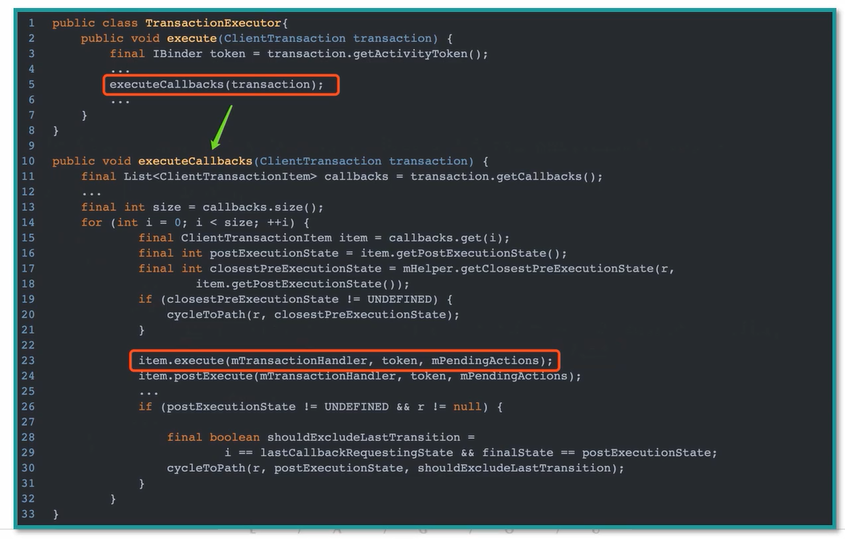 1 public class TransactionExecutor{
2 public void execute(ClientTransaction transaction) {
3 final IBinder token = transaction.getActivityToken();
4 ...
5 executeCallbacks(transaction);
6 ...
7 }
8 }
9
10 public void executeCallbacks(ClientTransaction transaction) {
11 final List<ClientTransactionItem> callbacks = transaction.getCallbacks();
12 ...
13 final int size = callbacks.size();
14 for (int i = 0; i < size; ++i) {
15 final ClientTransactionItem item = callbacks.get(i);
16 final int postExecutionState = item.getPostExecutionState();
17 final int closestPreExecutionState = mHelper.getClosestPreExecutionState(r,
18 item.getPostExecutionState());
19 if (closestPreExecutionState != UNDEFINED) {
20 cycleToPath(r, closestPreExecutionState);
21 }
22
23 item.execute(mTransactionHandler, token, mPendingActions);
24 item.postExecute(mTransactionHandler, token, mPendingActions);
25 ...
26 if (postExecutionState != UNDEFINED && r != null) {
27
28 final boolean shouldExcludeLastTransition =
29 i == lastCallbackRequestingState && finalState == postExecutionState;
30 cycleToPath(r, postExecutionState, shouldExcludeLastTransition);
31 }
32 }
33 }